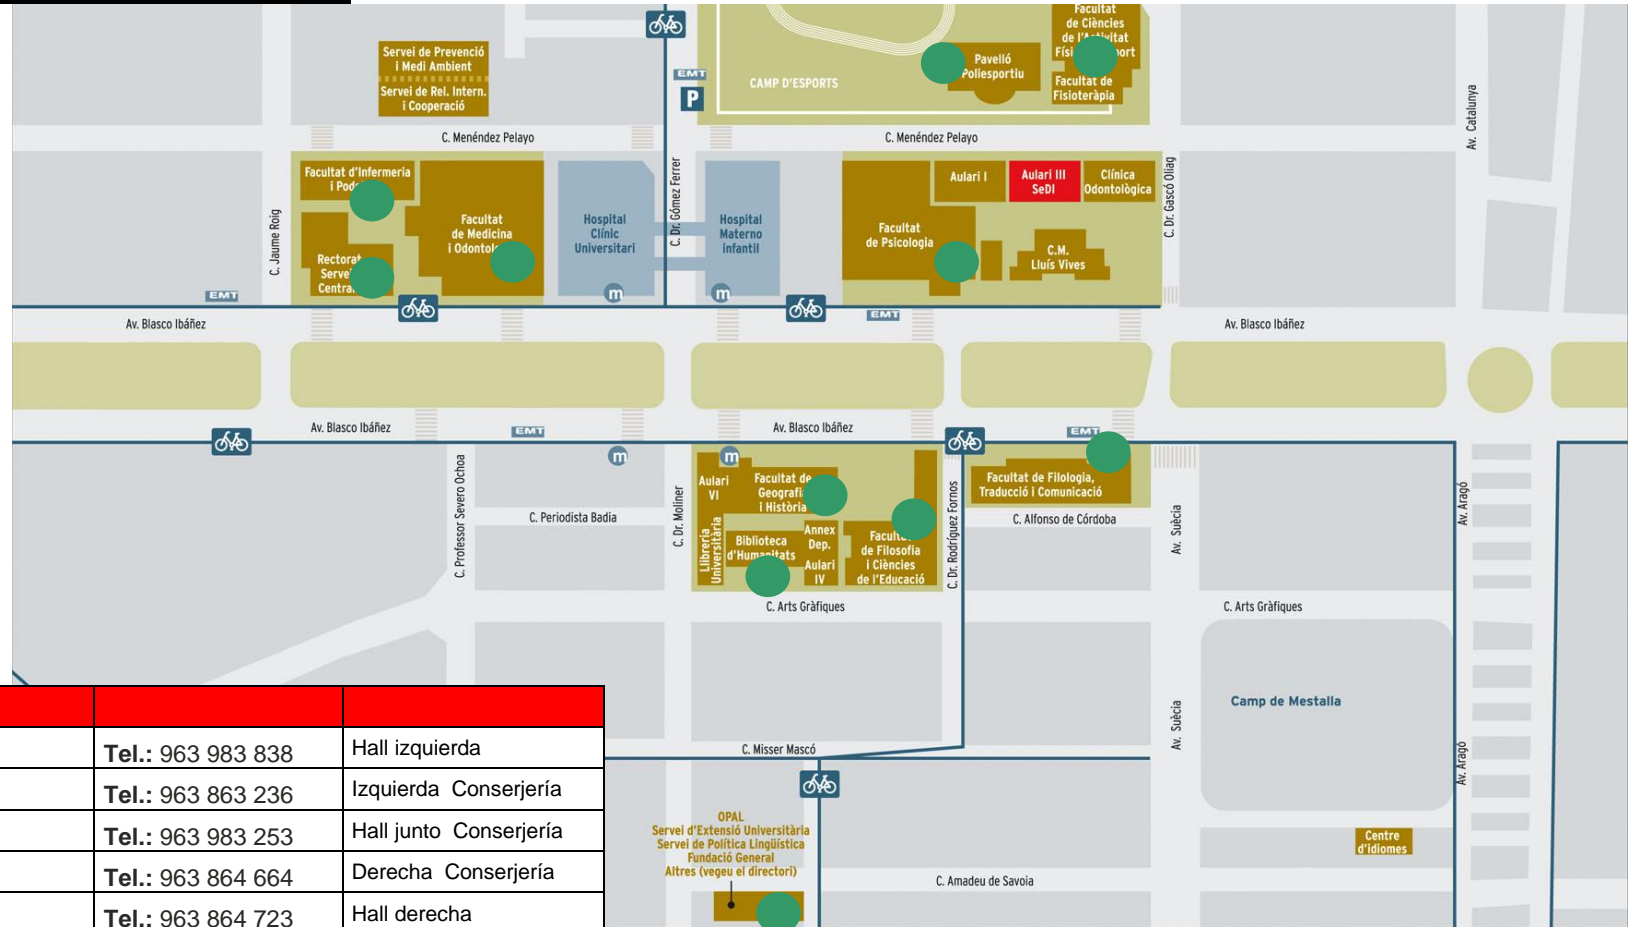 Servei de Prevenció
i Medi Ambient
Servei de Rel. Intern.
i Cooperació
EMT
P
CAMP D'ESPORTS
Pavelló
Poliesportiu
Facultat
de Ciències
de l'Activitat
Facultat de
Fisioteràpia
C. Menéndez Pelayo
C. Menéndez Pelayo
Av. Catalunya
Facultat d'Infermeria
C. Jaume Roig
Rectorat
Facultat
de Medicina
Hospital
Clínic
Universitari
C. Dr. Gómez Ferrer
Hospital
Materno
infantil
Facultat
de Psicologia
Aulari I
Aulari III
SeDI
Clínica
Odontològica
C.M.
Lluís Vives
C. Dr. Gascó Oliag
EMT
m
m
EMT
Av. Blasco Ibáñez
Av. Blasco Ibáñez
Av. Blasco Ibáñez
EMT
Av. Blasco Ibáñez
EMT
m
m
C. Professor Severo Ochoa
C. Periodista Badia
C. Dr. Moliner
Aulari
VI
Llibreria
Universitària
Facultat de
i Història
Biblioteca
d'Humanitats
Annex
Dep.
Aulari
IV
de Filosofia
i Ciències
de l'Educació
C. Dr. Rodríguez Fornos
Facultat de Filologia,
Traducció i Comunicació
C. Alfonso de Córdoba
Av. Suècia
Av. Aragó
C. Arts Gràfiques
C. Arts Gràfiques
Camp de Mestalla
Av. Suècia
Av. Aragó
C. Misser Mascó
OPAL
Servei d'Extensió Universitària
Servei de Política Lingüística
Fundació General
Altres (vegeu el directori)
C. Amadeu de Savoia
Centre
d'idiomes
Tel.: 963 983 838 Hall izquierda
Tel.: 963 863 236 Izquierda Conserjería
Tel.: 963 983 253 Hall junto Conserjería
Tel.: 963 864 664 Derecha Conserjería
Tel.: 963 864 723 Hall derecha